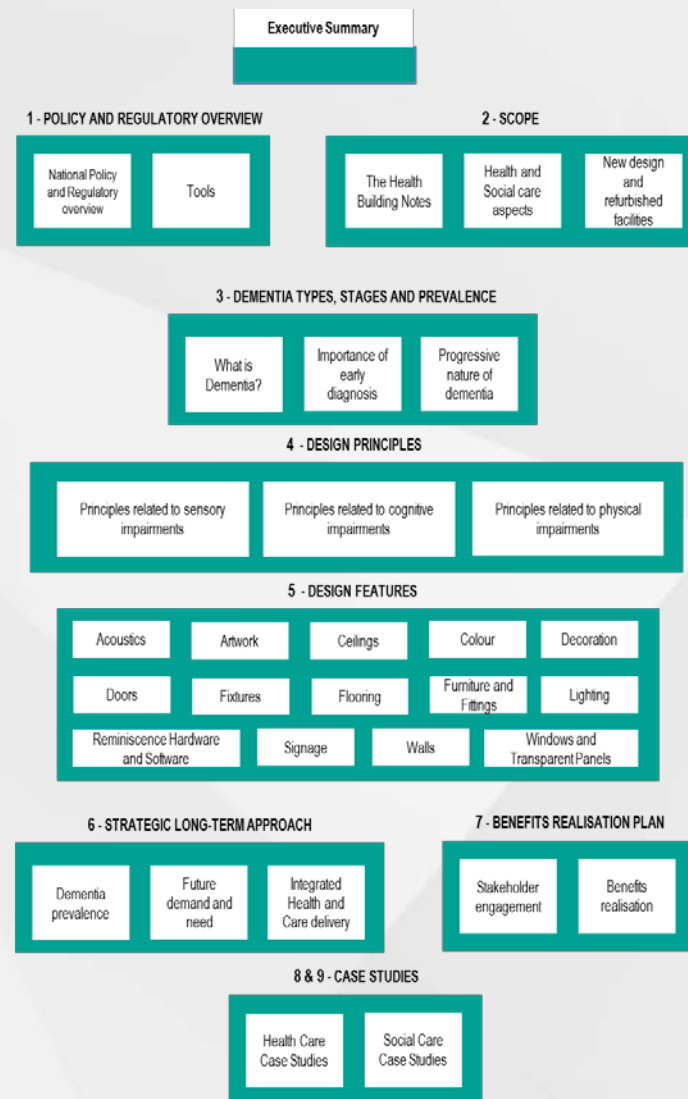 Executive Summary
1 - POLICY AND REGULATORY OVERVIEW
National Policy
and Regulatory
overview
Tools
2 - SCOPE
The Health
Building Notes
Health and
Social care
aspects
New design
and
refurbished
facilities
3 - DEMENTIA TYPES, STAGES AND PREVALENCE
What is
Dementia?
Importance of
early
diagnosis
Progressive
nature of
dementia
4 - DESIGN PRINCIPLES
Principles related to sensory
impairments
Principles related to cognitive
impairments
Principles related to physical
impairments
5 - DESIGN FEATURES
Acoustics
Artwork
Ceilings
Colour
Decoration
Doors
Fixtures
Flooring
Furniture and
Fittings
Lighting
Reminiscence Hardware
and Software
Signage
Walls
Windows and
Transparent Panels
6 - STRATEGIC LONG-TERM APPROACH
Dementia
prevalence
Future
demand and
need
Integrated
Health and
Care delivery
7 - BENEFITS REALISATION PLAN
Stakeholder
engagement
Benefits
realisation
8 & 9 - CASE STUDIES
Health Care
Case Studies
Social Care
Case Studies